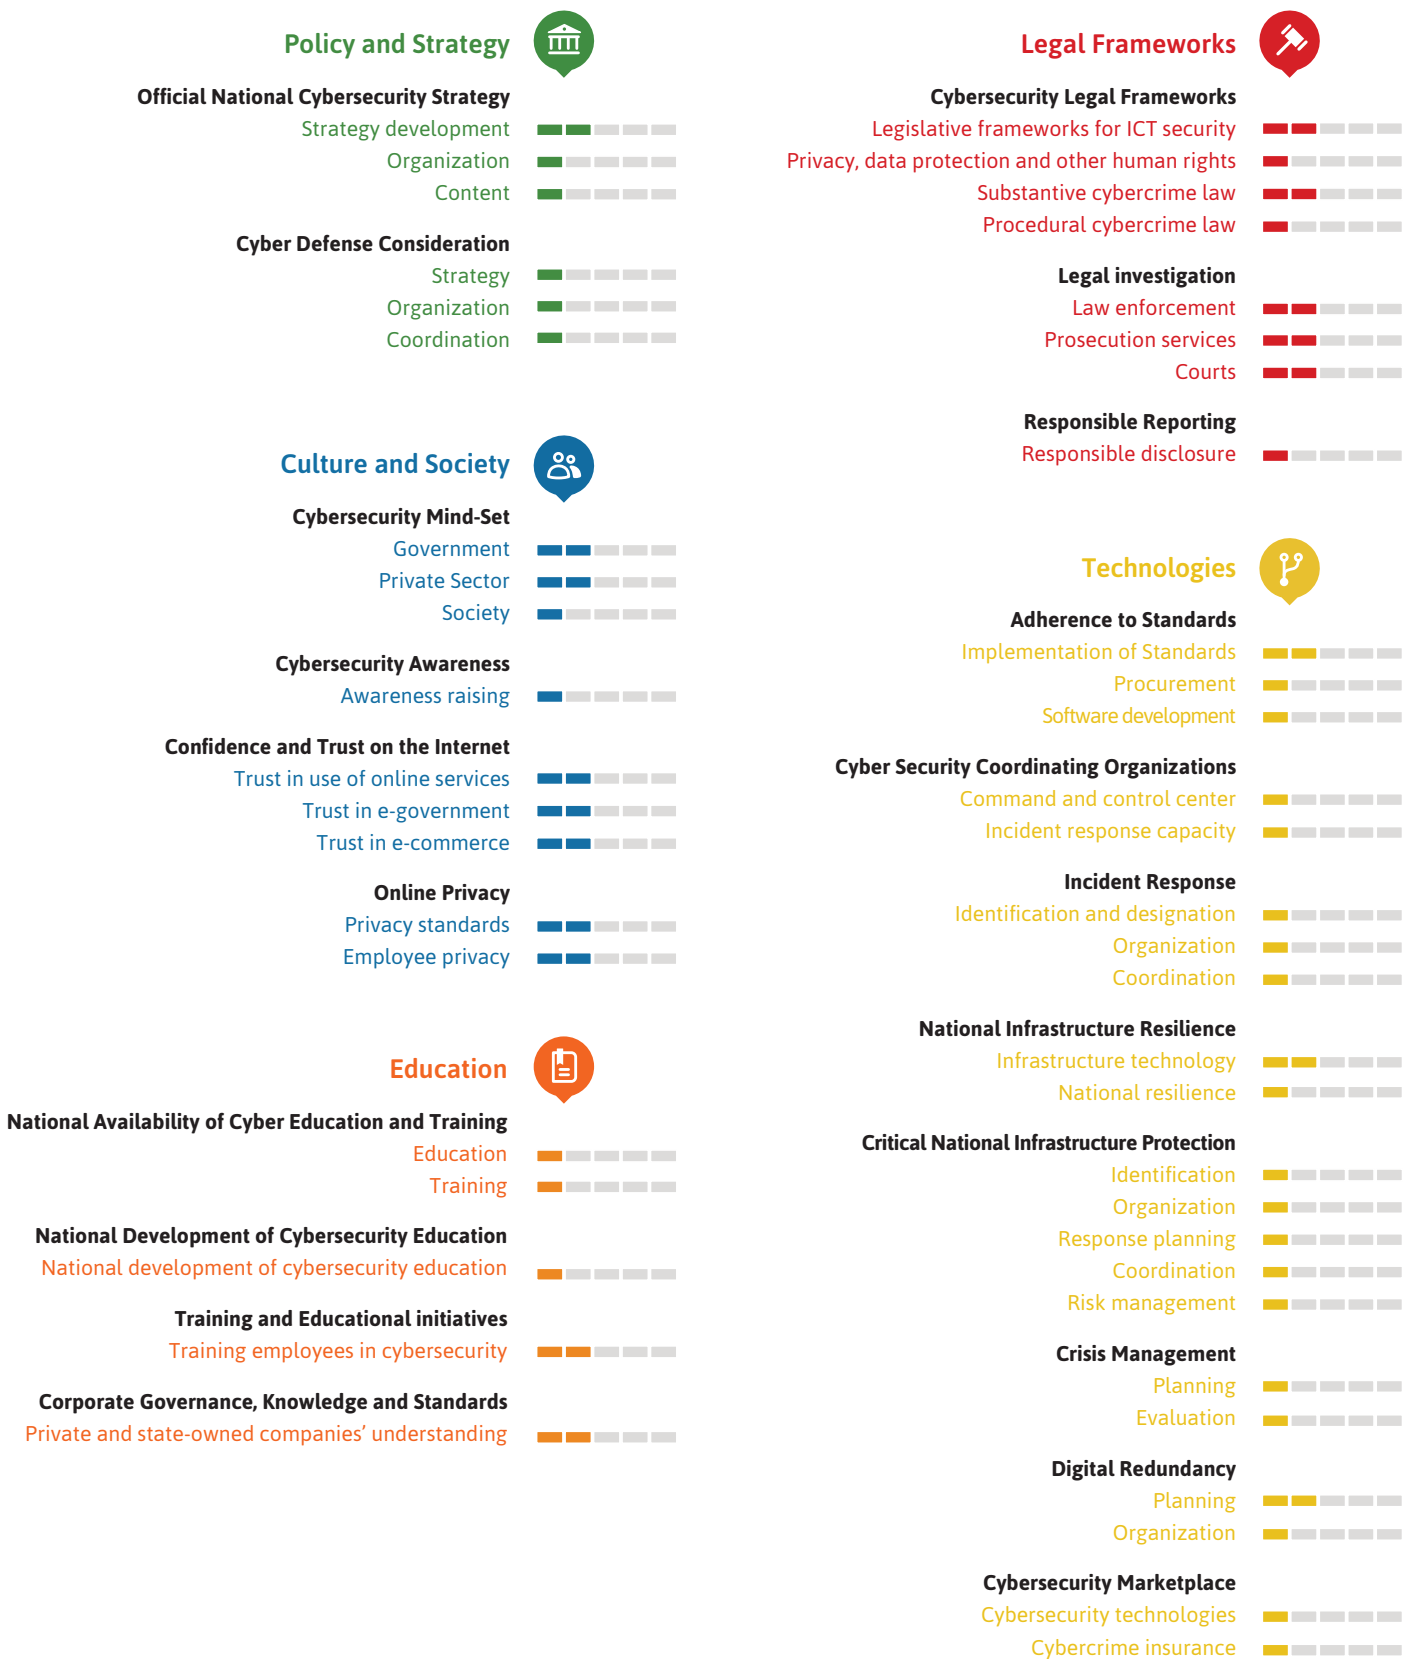 Policy and Strategy
Official National Cybersecurity Strategy
Strategy development
Organization
Content
Cyber Defense Consideration
Strategy
Organization
Coordination
Culture and Society
Cybersecurity Mind-Set
Government
Private Sector
Society
Cybersecurity Awareness
Awareness raising
Confidence and Trust on the Internet
Trust in use of online services
Trust in e-government
Trust in e-commerce
Online Privacy
Privacy standards
Employee privacy
Education
National Availability of Cyber Education and Training
Education
Training
National Development of Cybersecurity Education
National development of cybersecurity education
Training and Educational initiatives
Training employees in cybersecurity
Corporate Governance, Knowledge and Standards
Private and state-owned companies’ understanding
Legal Frameworks
Cybersecurity Legal Frameworks
Legislative frameworks for ICT security
Privacy, data protection and other human rights
Substantive cybercrime law
Procedural cybercrime law
Legal investigation
Law enforcement
Prosecution services
Courts
Responsible Reporting
Responsible disclosure
Technologies
Adherence to Standards
Implementation of Standards
Procurement
Software development
Cyber Security Coordinating Organizations
Command and control center
Incident response capacity
Incident Response
Identification and designation
Organization
Coordination
National Infrastructure Resilience
Infrastructure technology
National resilience
Critical National Infrastructure Protection
Identification
Organization
Response planning
Coordination
Risk management
Crisis Management
Planning
Evaluation
Digital Redundancy
Planning
Organization
Cybersecurity Marketplace
Cybersecurity technologies
Cybercrime insurance